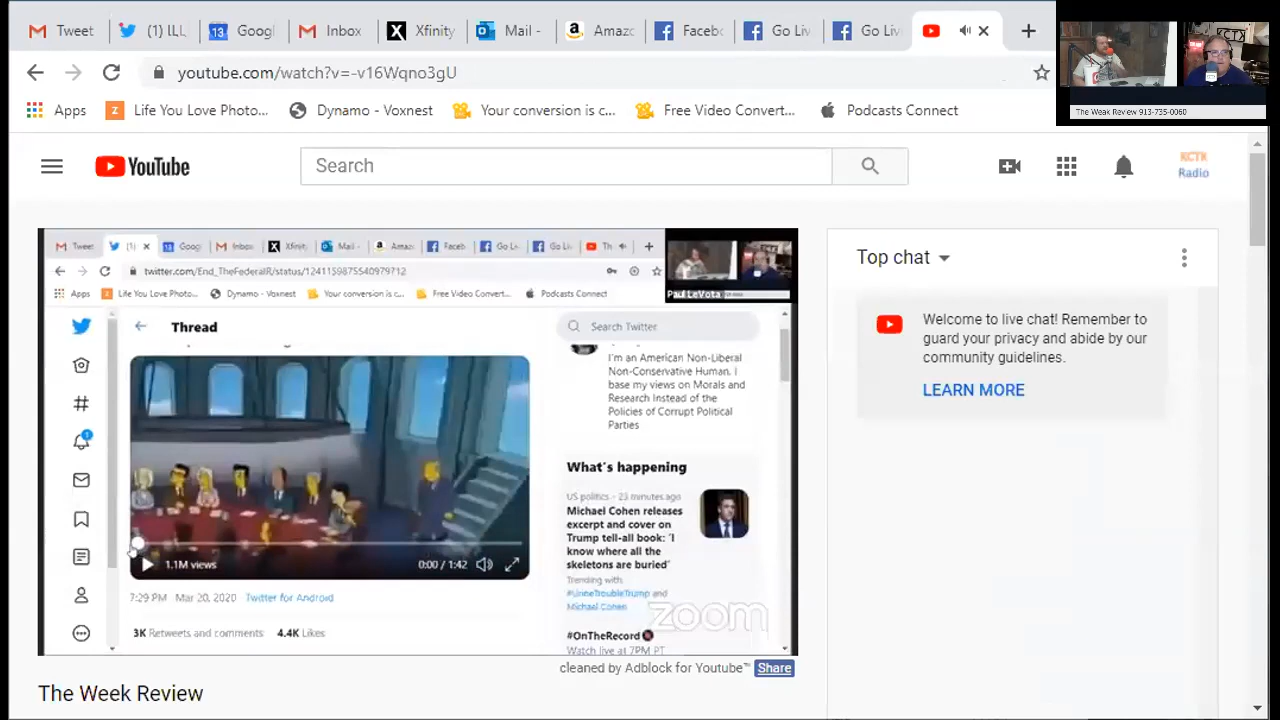 Tweet
(1) ILL
Googl
Inbox
Xfinity
Mail -
Amazo
Facebo
Go Liv
Go Liv
youtube.com/watch?v=-v16Wqno3gU
Apps
Life You Love Photo...
Dynamo - Voxnest
Your conversion is c...
Free Video Convert...
Podcasts Connect
KCTK
The Weak Review 913-735-0060
YouTube
Search
KCTK
Radio
Tweet
(1)
Goog
Inbox
Xfinit
Mail -
Amazo
Faceb
Go Liv
Go Liv
Th
twitter.com/End_TheFederalR/status/1241159875540979712
Apps
Life You Love Photo...
Dynamo - Voxnest
Your conversion is c...
Free Video Convert...
Podcasts Connect
Paul LeVota
Thread
Search Twitter
I'm an American Non-Liberal
Non-Conservative Human. I
base my views on Morals and
Research Instead of the
Policies of Corrupt Political
Parties
What's happening
US politics · 23 minutes ago
Michael Cohen releases
excerpt and cover on
Trump tell-all book: 'I
know where all the
skeletons are buried'
Trending with
and
Michael Cohen
#OnTheRecord
Watch live at 7PM PT
1.1M views
0:00 / 1:42
7:29 PM · Mar 20, 2020 · Twitter for Android
3K Retweets and comments 4.4K Likes
zoom
cleaned by Adblock for Youtube™ Share
The Week Review
Top chat
Welcome to live chat! Remember to
guard your privacy and abide by our
community guidelines.
LEARN MORE